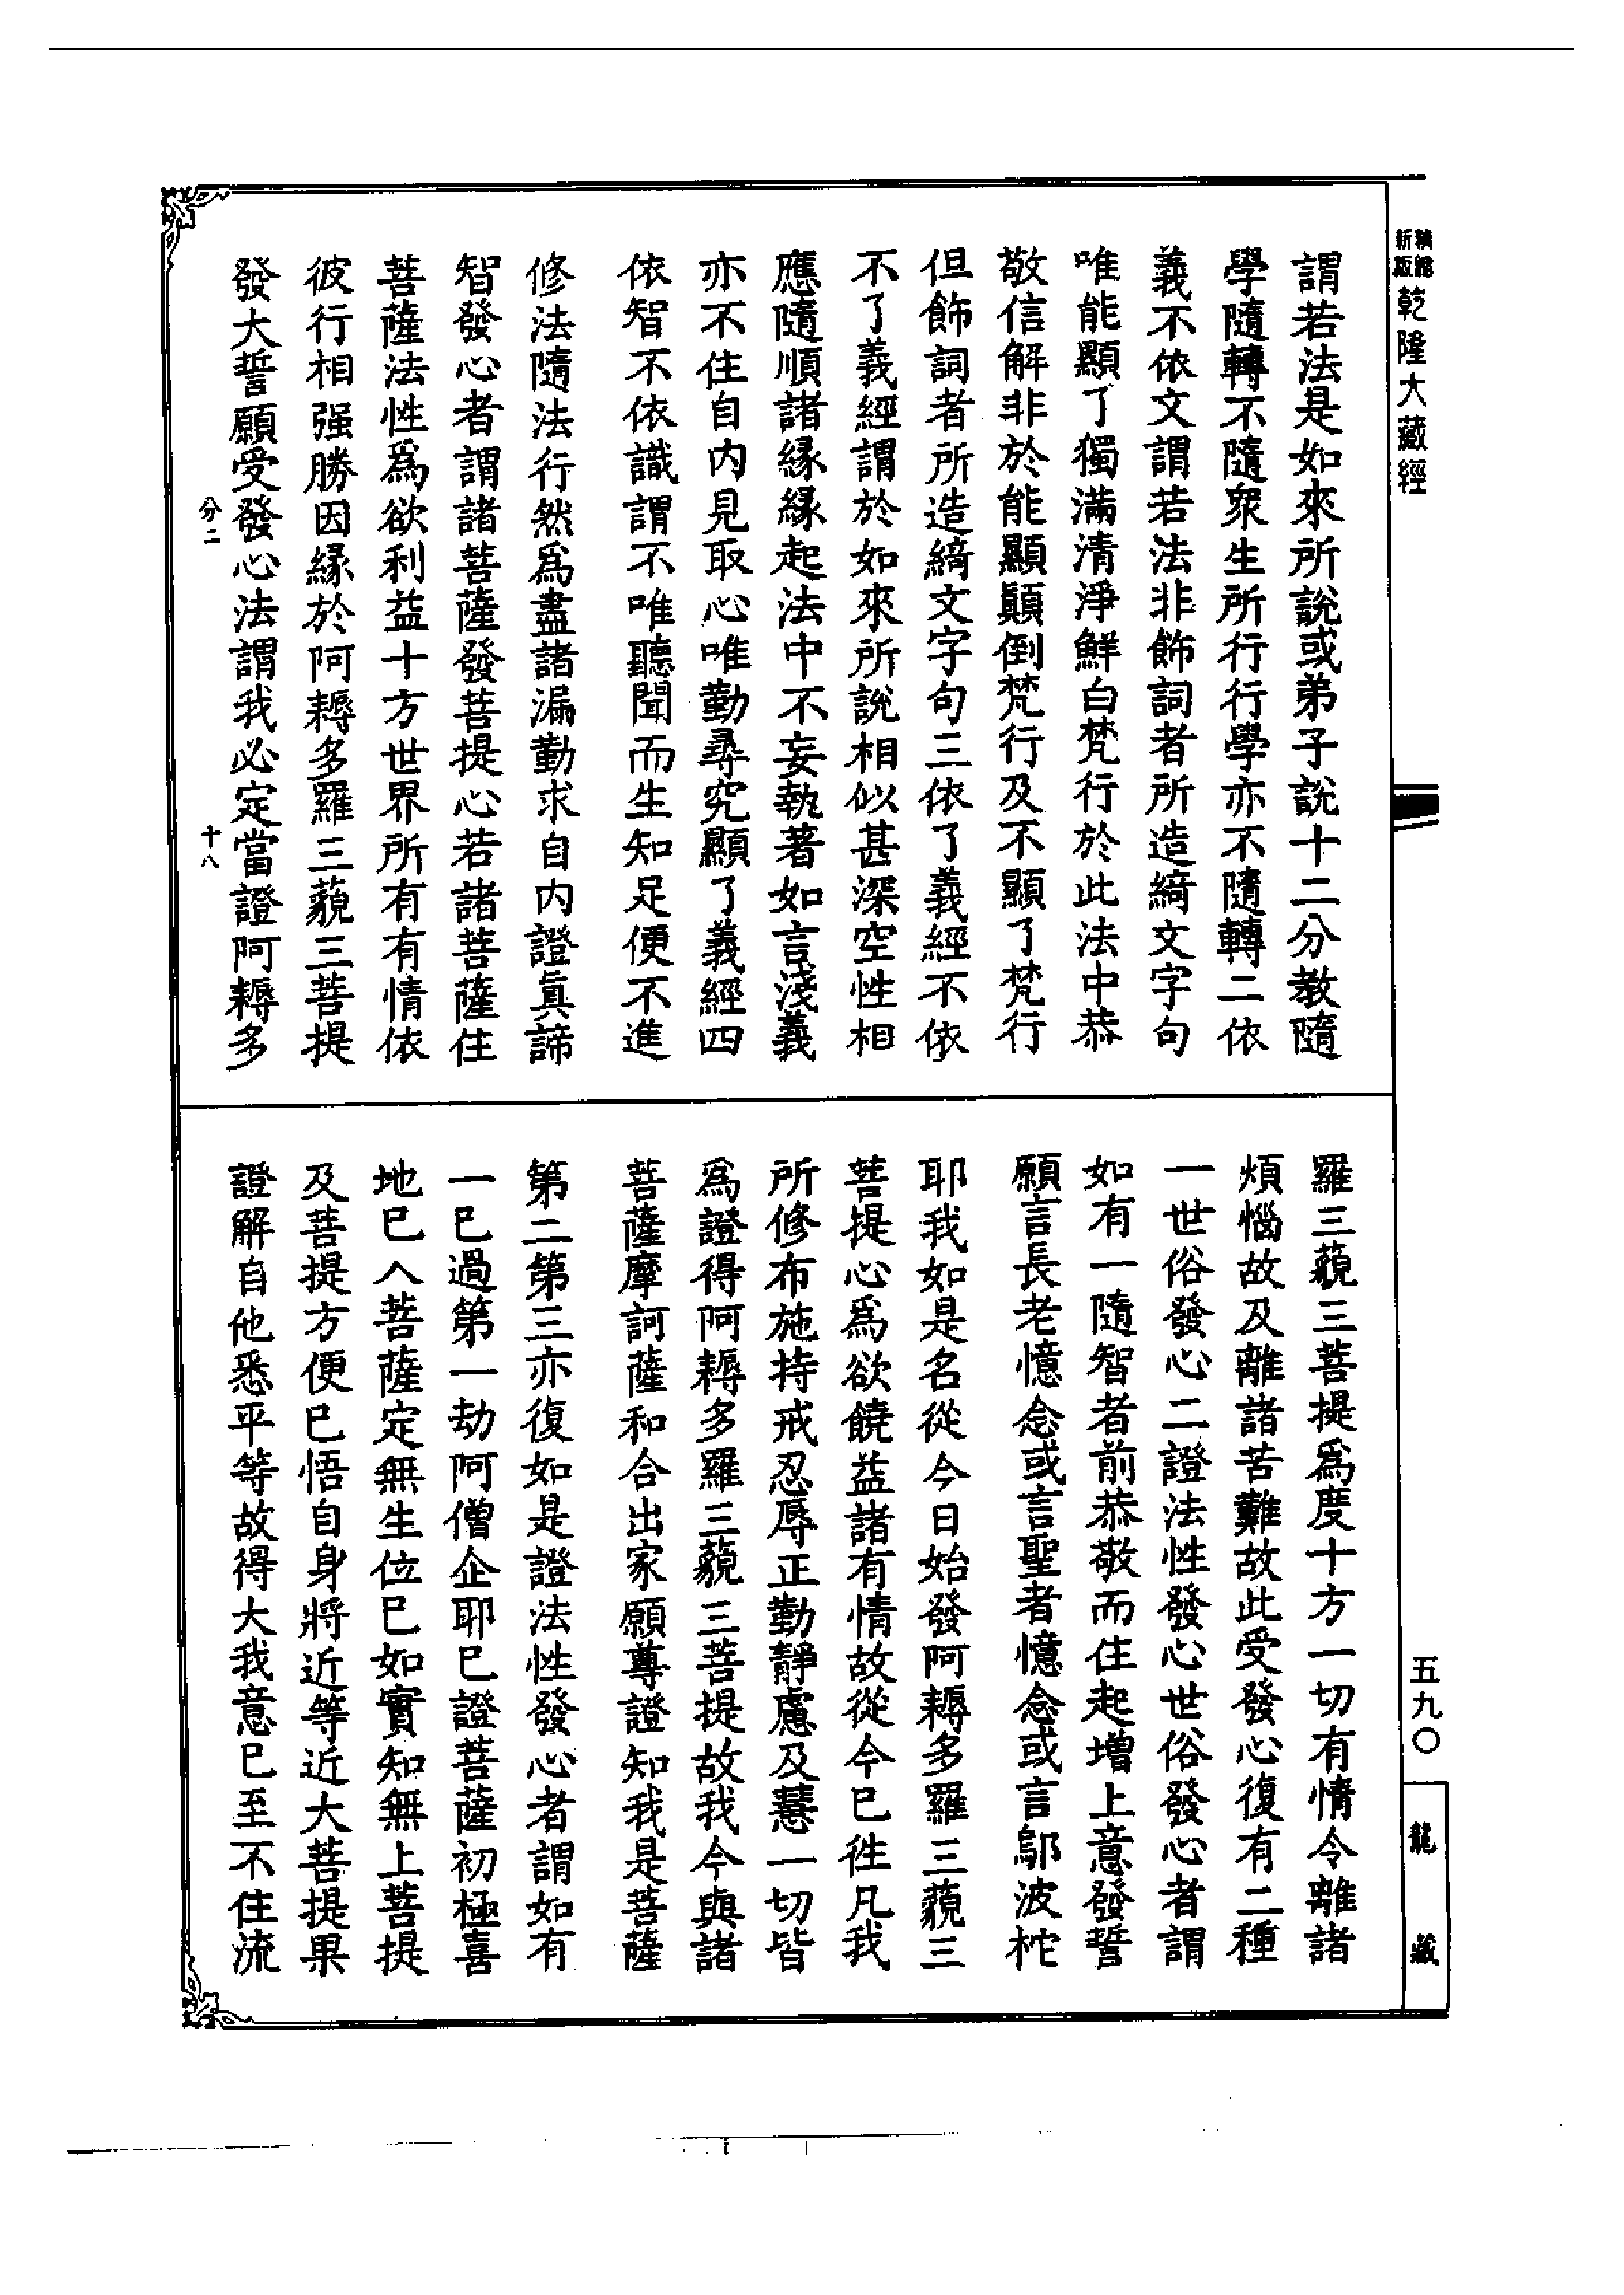 精編新版乾隆大藏經
謂若法是如來所說或弟子說十二分教隨
學隨轉不隨衆生所行行學亦不隨轉二依
義不依文謂若法非飾詞者所造綺文字句
唯能顯了獨滿清淨鮮白梵行於此法中恭
敬信解非於能顯顚倒梵行及不顯了梵行
但飾詞者所造綺文字句三依了義經不依
不了義經謂於如來所說相似甚深空性相
應隨順諸緣緣起法中不妄執著如言淺義
亦不住自內見取心唯勤尋究顯了義經四
依智不依識謂不唯聽聞而生知足便不進
修法隨法行然爲盡諸漏勤求自內證真諦
智發心者謂諸菩薩發菩提心若諸菩薩住
菩薩法性爲欲利益十方世界所有有情依
彼行相强勝因緣於阿耨多羅三藐三菩提
發大誓願受發心法謂我必定當證阿耨多
分二
十八
羅三藐三菩提爲度十方一切有情令離諸
煩惱故及離諸苦難故此受發心復有二種
一世俗發心二證法性發心世俗發心者謂
如有一隨智者前恭敬而住起增上意發誓
願言長老憶念或言聖者憶念或言鄔波柁
耶我如是名從今日始發阿耨多羅三藐三
菩提心爲欲饒益諸有情故從今已徃凡我
所修布施持戒忍辱正勤靜慮及慧一切皆
爲證得阿耨多羅三藐三菩提故我今與諸
菩薩摩訶薩和合出家願尊證知我是菩薩
第二第三亦復如是證法性發心者謂如有
一已過第一劫阿僧企耶已證菩薩初極喜
地已入菩薩定無生位已如實知無上菩提
及菩提方便已悟自身將近等近大菩提果
證解自他悉平等故得大我意已至不住流
五九〇
龍藏